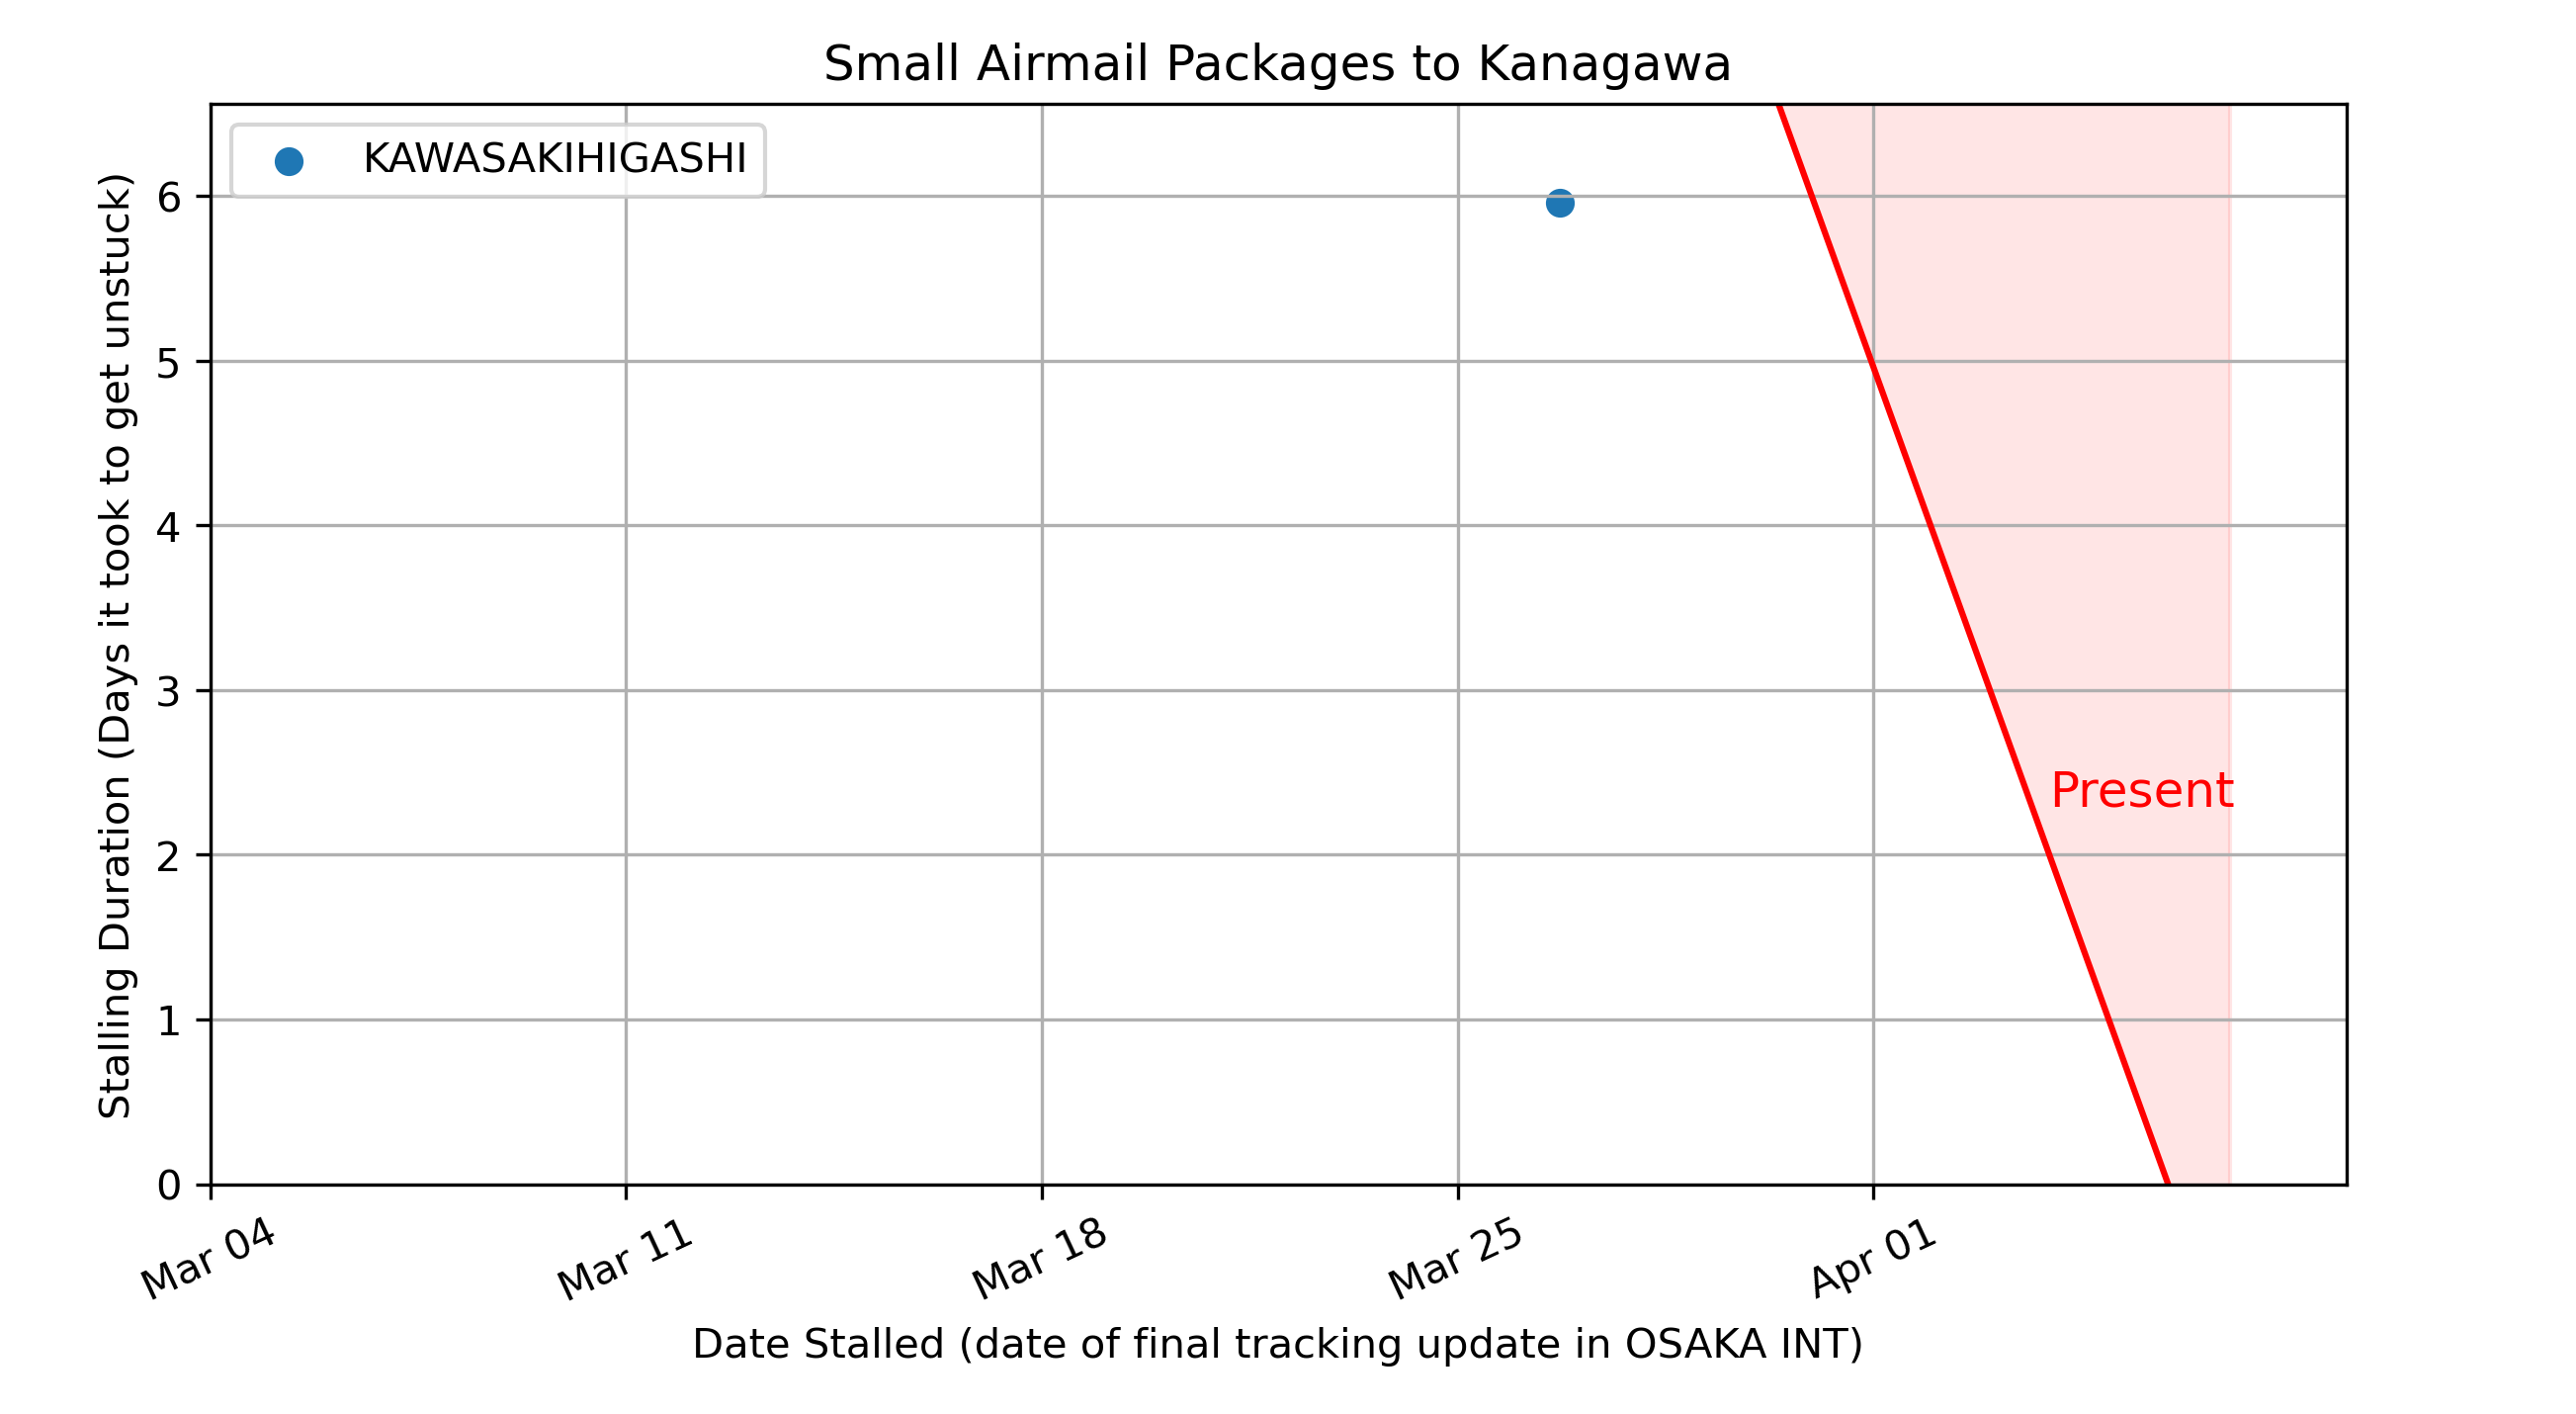 Small Airmail Packages to Kanagawa
KAWASAKIHIGASHI
Stalling Duration (Days it took to get unstuck)
6
5
4
3
2
1
0
Present
Mar 04
Mar 11
Mar 18
Mar 25
Apr 01
Date Stalled (date of final tracking update in OSAKA INT)